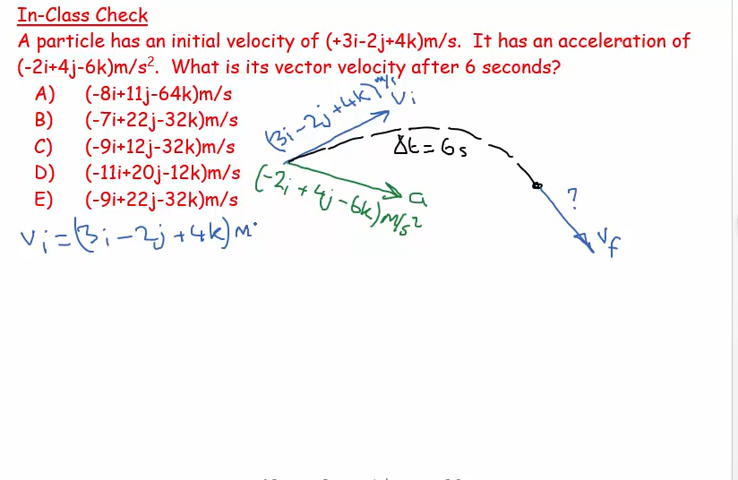 In-Class Check
A particle has an initial velocity of (+3i-2j+4k)m/s. It has an acceleration of
(-2i+4j-6k)m/s². What is its vector velocity after 6 seconds?
A) (-8i+11j-64k)m/s
B) (-7i+22j-32k)m/s
C) (-9i+12j-32k)m/s
D) (-11i+20j-12k)m/s
E) (-9i+22j-32k)m/s
(3i-2j+4k)m/s
Vi
Δt=6s
(-2i+4j-6k)m/s²
a
?
Vf
Vi=(3i-2j+4k)m